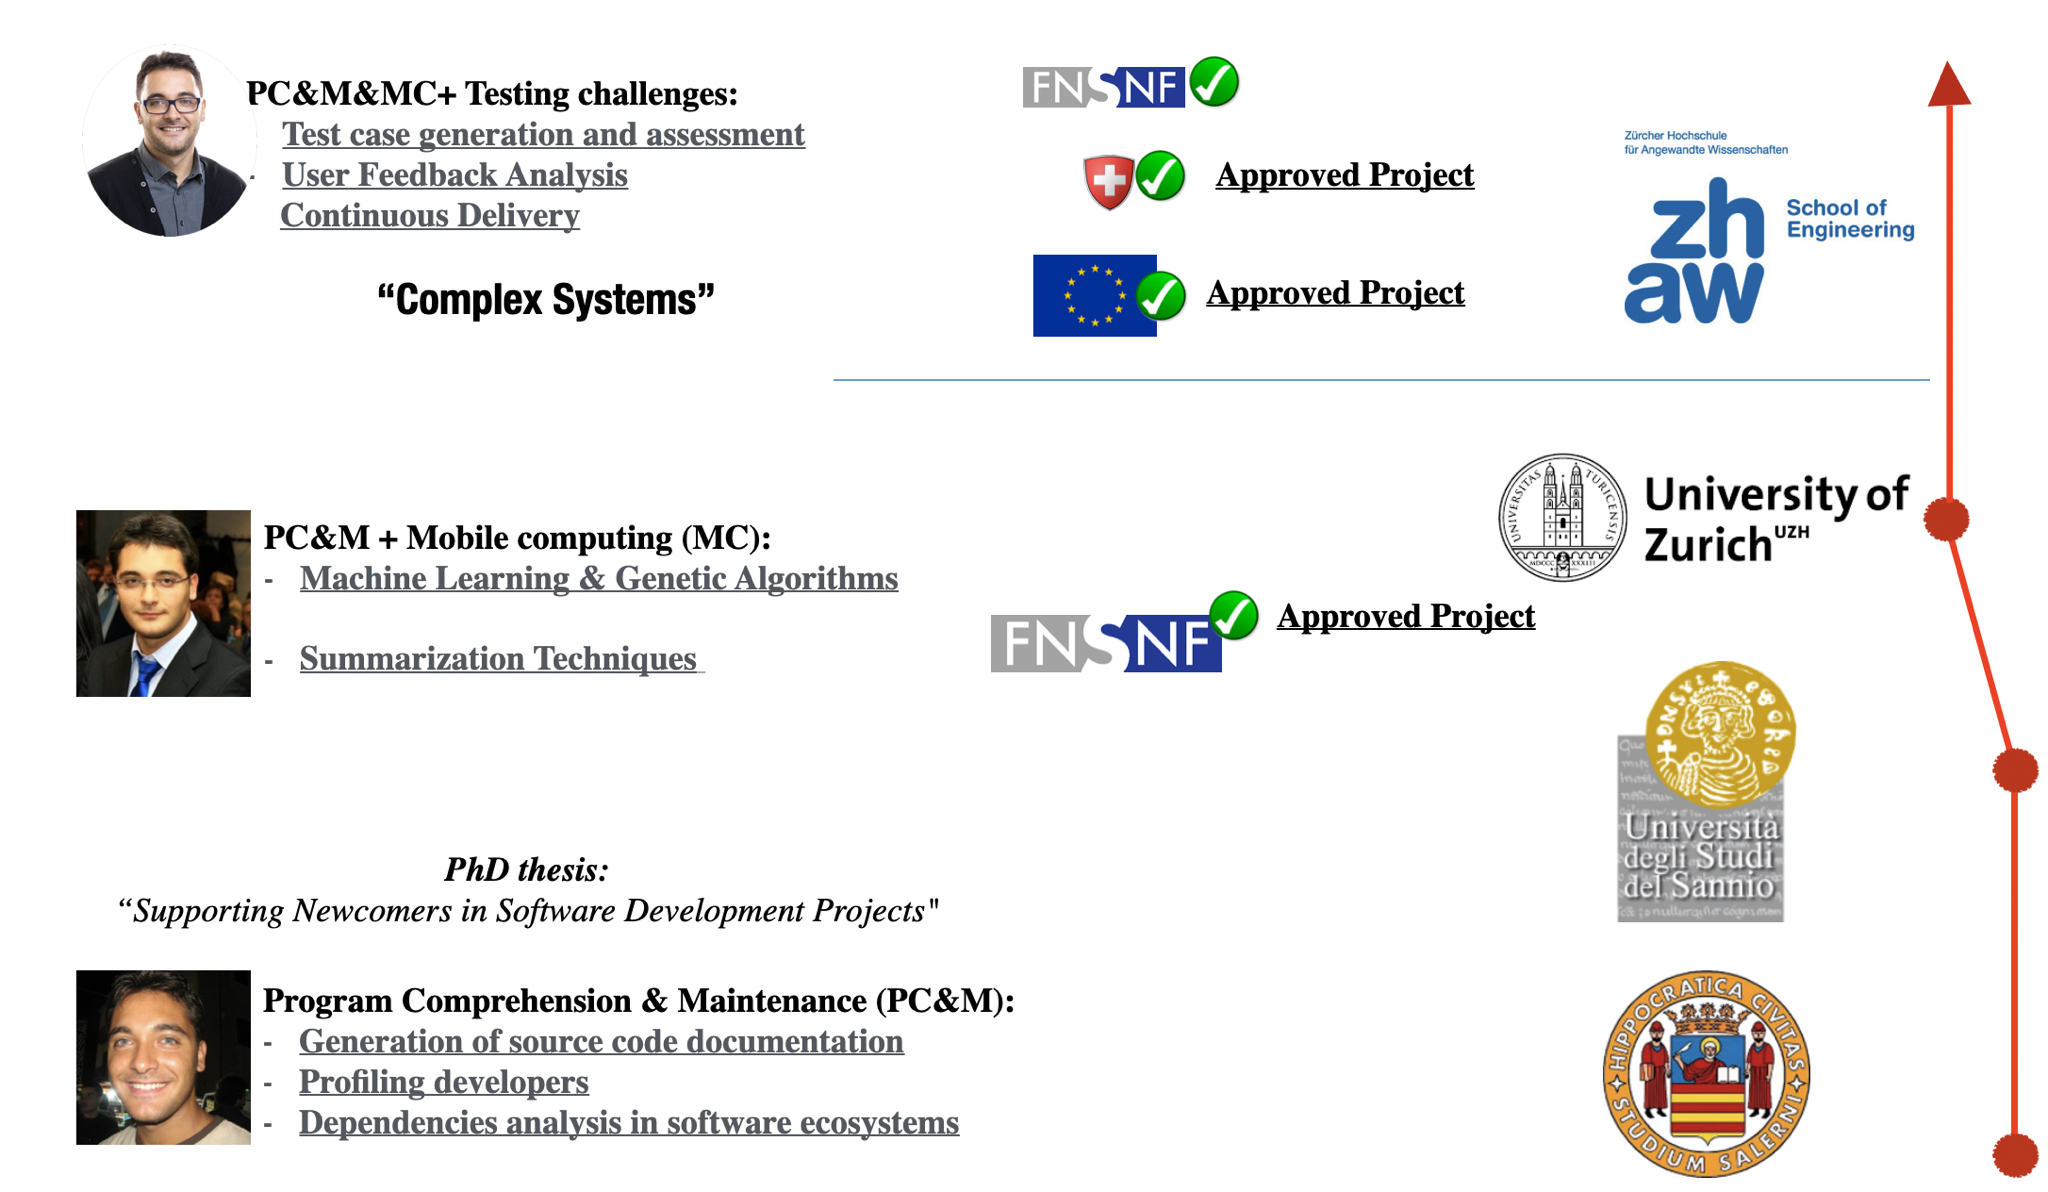 PC&M&MC+ Testing challenges:
Test case generation and assessment
- User Feedback Analysis
Continuous Delivery
“Complex Systems”
FNSNF
Approved Project
Approved Project
Zürcher Hochschule
für Angewandte Wissenschaften
zh
aw
School of
Engineering
PC&M + Mobile computing (MC):
- Machine Learning & Genetic Algorithms
- Summarization Techniques
FNSNF
Approved Project
UNIVERSITAS TURICENSIS
MDCCC XXXIII
University of
Zurich UZH
PhD thesis:
“Supporting Newcomers in Software Development Projects"
Università
degli Studi
del Sannio
Program Comprehension & Maintenance (PC&M):
- Generation of source code documentation
- Profiling developers
- Dependencies analysis in software ecosystems
HIPPOCRATICA CIVITAS
STUDIUM SALERNI